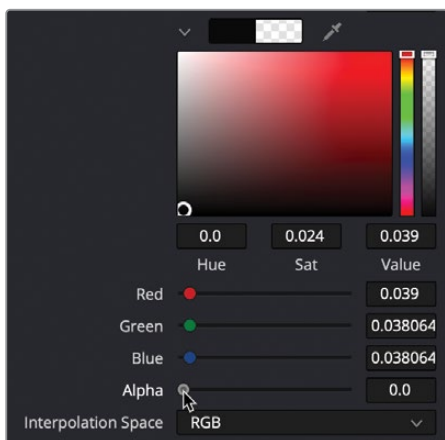 0.0 0.024 0.039
Hue Sat Value
Red 0.039
Green 0.038064
Blue 0.038064
Alpha 0.0
Interpolation Space RGB